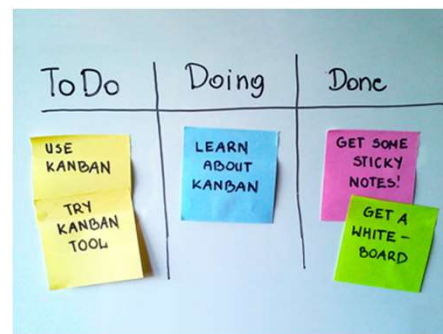 To Do
Doing
Done
USE
KANBAN
TRY
KANBAN
TOOL
LEARN
ABOUT
KANBAN
GET SOME
STICKY
NOTES!
GET A
WHITE -
BOARD